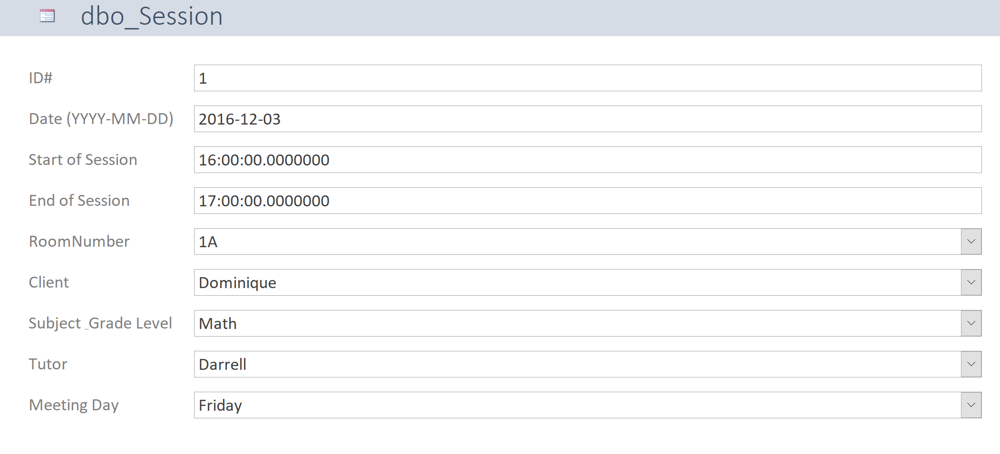 dbo_Session
ID# 1
Date (YYYY-MM-DD) 2016-12-03
Start of Session 16:00:00.0000000
End of Session 17:00:00.0000000
RoomNumber 1A
Client Dominique
Subject _Grade Level Math
Tutor Darrell
Meeting Day Friday